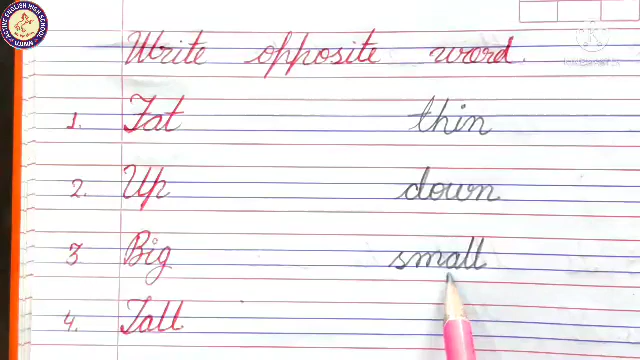 Write opposite word.
1. Fat thin
2. Up down
3 Big small
4. Tall